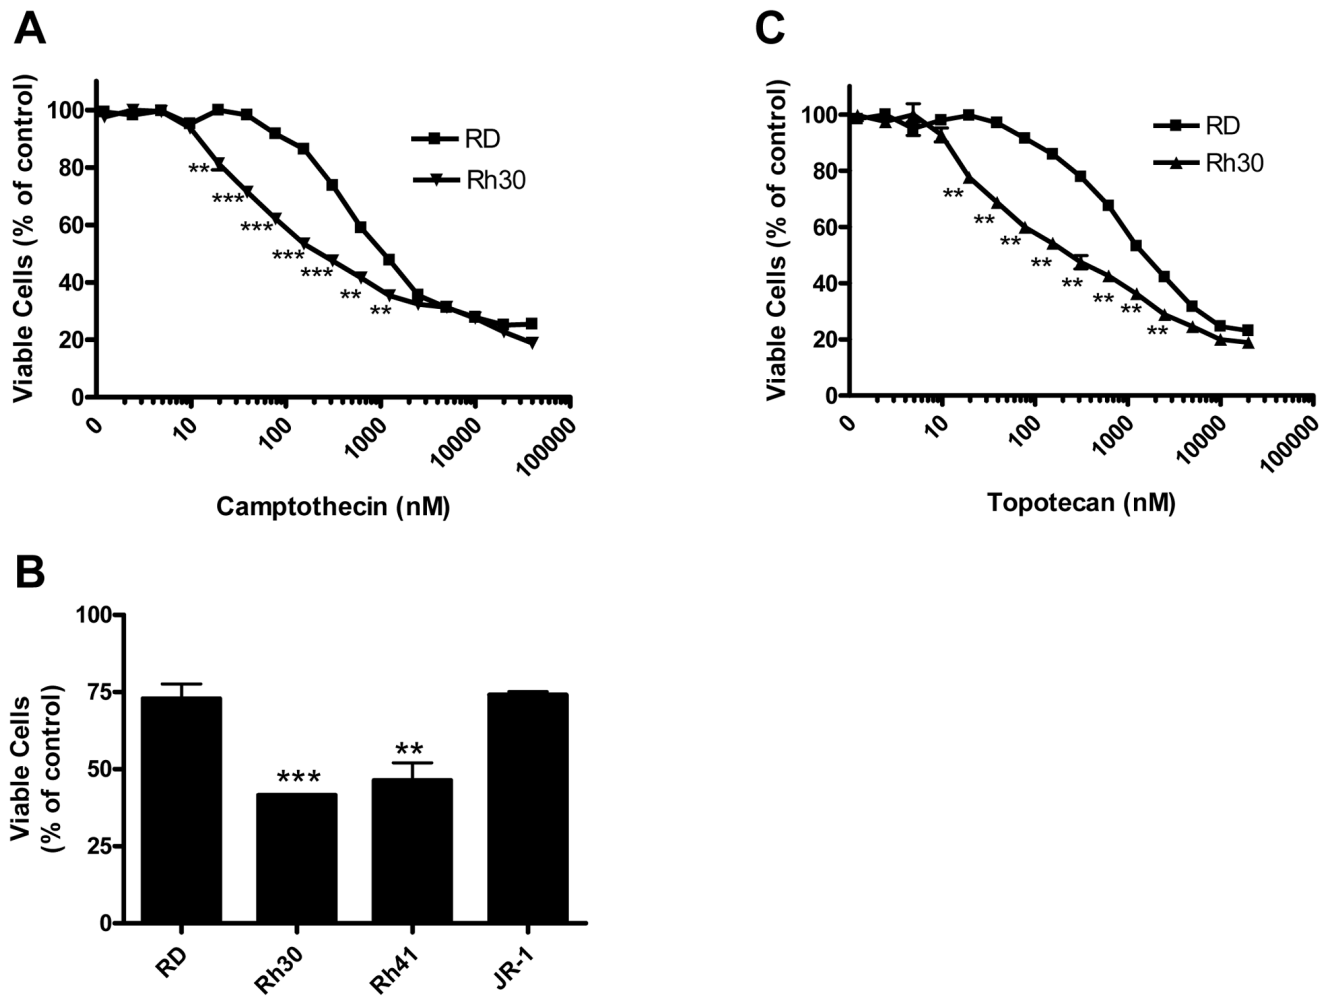 A
Viable Cells (% of control)
100
80
60
40
20
0
RD
Rh30
**
***
***
***
***
**
**
0
10
100
1000
10000
100000
Camptothecin (nM)
C
Viable Cells (% of control)
100
80
60
40
20
0
RD
Rh30
**
**
**
**
**
**
**
**
0
10
100
1000
10000
100000
Topotecan (nM)
B
Viable Cells
(% of control)
100
75
50
25
0
***
**
RD
Rh30
Rh41
JR-1